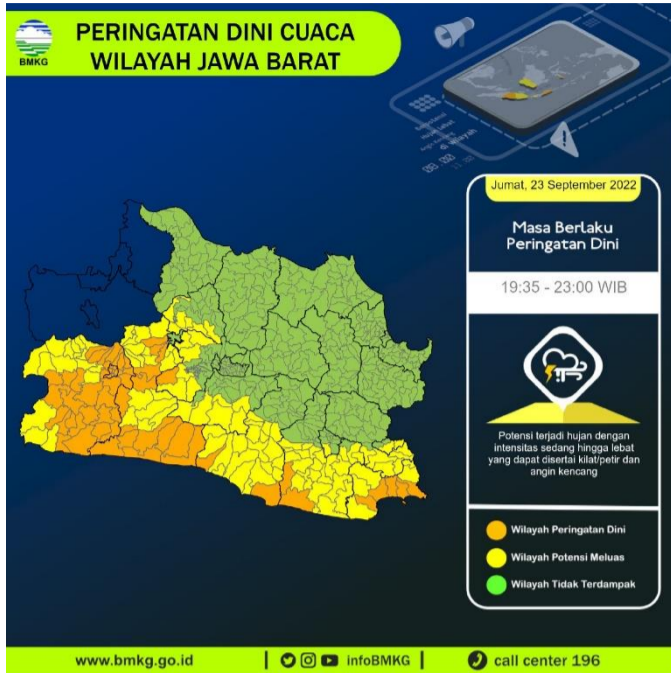 BMKG
PERINGATAN DINI CUACA
WILAYAH JAWA BARAT
di wilayah
Jumat, 23 September 2022
Masa Berlaku
Peringatan Dini
19:35 - 23:00 WIB
Potensi terjadi hujan dengan
intensitas sedang hingga lebat
yang dapat disertai kilat/petir dan
angin kencang
Wilayah Peringatan Dini
Wilayah Potensi Meluas
Wilayah Tidak Terdampak
www.bmkg.go.id
infoBMKG
call center 196